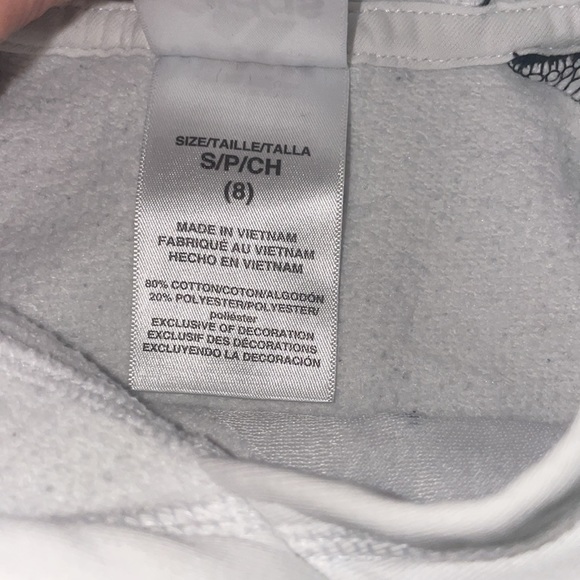 SIZE/TAILLE/TALLA
S/P/CH
(8)
MADE IN VIETNAM
FABRIQUÉ AU VIETNAM
HECHO EN VIETNAM
80% COTTON/COTON/ALGODÓN
20% POLYESTER/POLYESTER/
poliéster
EXCLUSIVE OF DECORATION
EXCLUSIF DES DÉCORATIONS
EXCLUYENDO LA DECORACIÓN